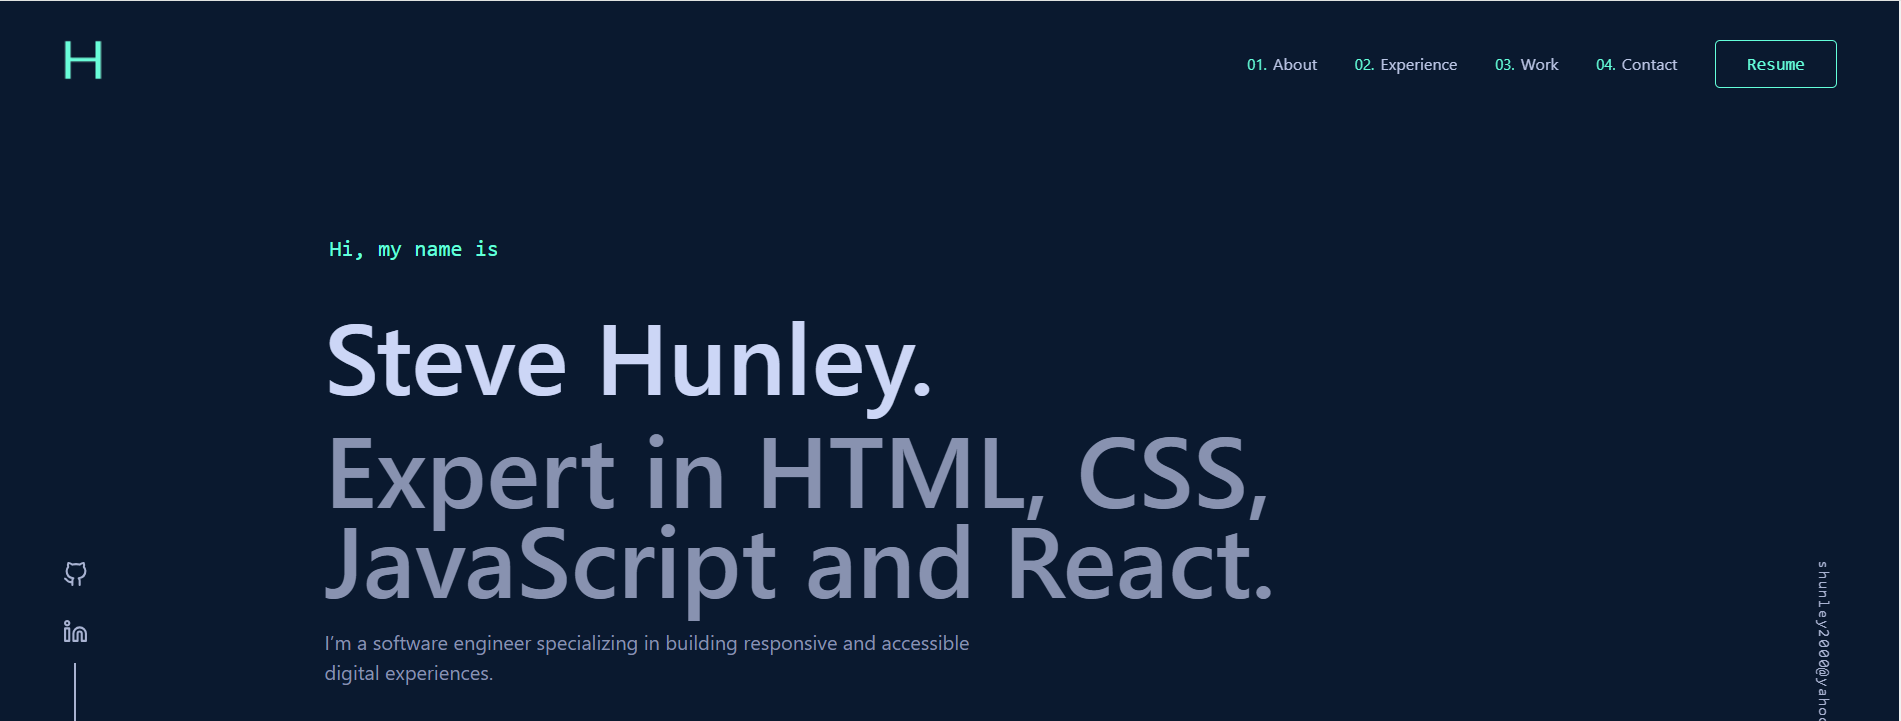 H
01. About 02. Experience 03. Work 04. Contact Resume
Hi, my name is
Steve Hunley.
Expert in HTML, CSS,
JavaScript and React.
I'm a software engineer specializing in building responsive and accessible
digital experiences.
in
shunley2000@yahoo